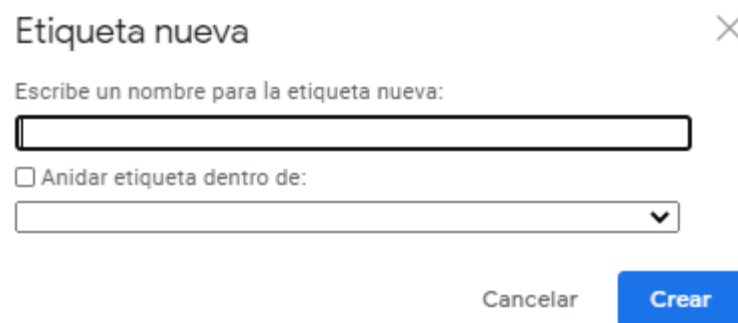 Etiqueta nueva
Escribe un nombre para la etiqueta nueva:
Anidar etiqueta dentro de:
Cancelar Crear